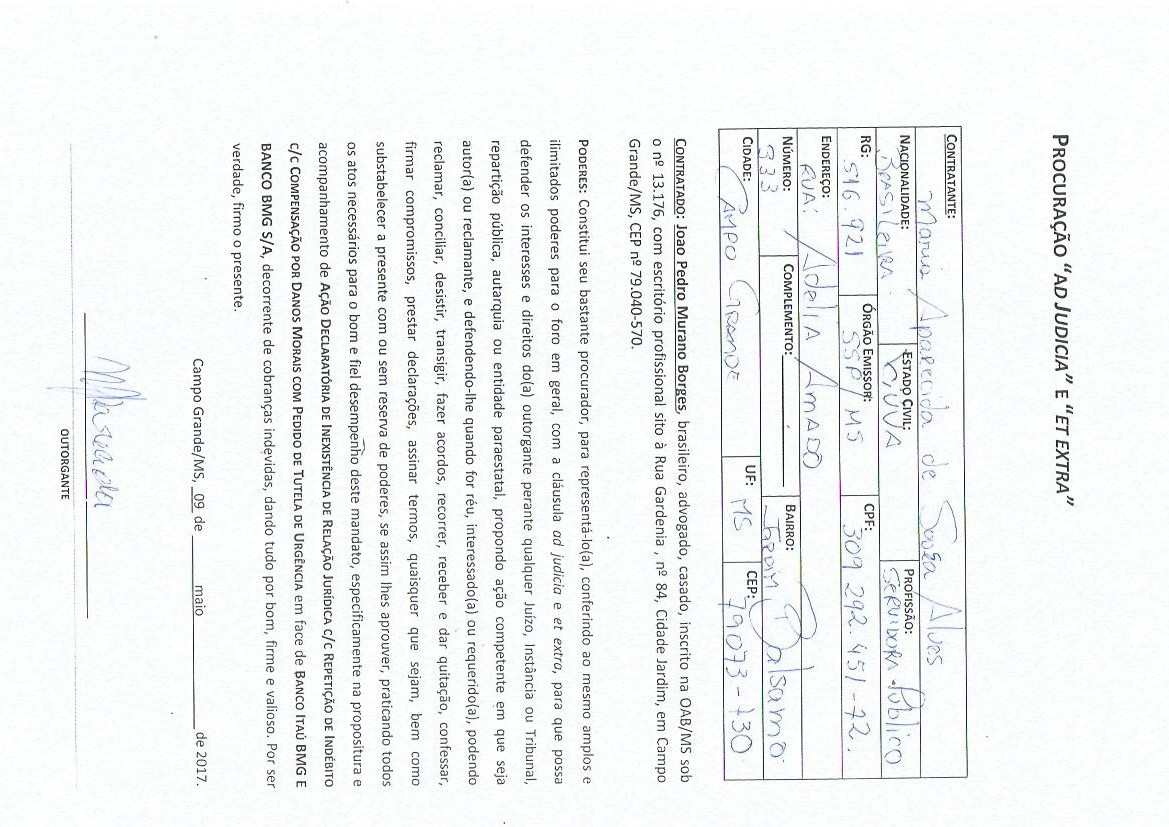 PROCURAÇÃO "AD JUDICIA" E "ET EXTRA"
CONTRATANTE: Maria Aparecida de Souza Alves
NACIONALIDADE: BRASILEIRA. ESTADO CIVIL: VIUVA PROFISSÃO: SERVIDORA Público
RG: 516.921 ÓRGÃO EMISSOR: SSP/MS CPF: 309 292.451-72.
ENDEREÇO: RUA: Adelia Amado
NÚMERO: 333 COMPLEMENTO: BAIRRO: Jardim Balsamo
CIDADE: CAMPO GRANDE UF: MS CEP: 79073-130
CONTRATADO: Joao Pedro Murano Borges, brasileiro, advogado, casado, inscrito na OAB/MS sob
o nº 13.176, com escritório profissional sito à Rua Gardenia , nº 84, Cidade Jardim, em Campo
Grande/MS, CEP nº 79.040-570.
PODERES: Constitui seu bastante procurador, para representá-lo(a), conferindo ao mesmo amplos e
ilimitados poderes para o foro em geral, com a cláusula ad judicia e et extra, para que possa
defender os interesses e direitos do(a) outorgante perante qualquer Juízo, Instância ou Tribunal,
repartição pública, autarquia ou entidade paraestatal, propondo ação competente em que seja
autor(a) ou reclamante, e defendendo-lhe quando for réu, interessado(a) ou requerido(a), podendo
reclamar, conciliar, desistir, transigir, fazer acordos, recorrer, receber e dar quitação, confessar,
firmar compromissos, prestar declarações, assinar termos, quaisquer que sejam, bem como
substabelecer a presente com ou sem reserva de poderes, se assim lhes aprouver, praticando todos
os atos necessários para o bom e fiel desempenho deste mandato, especificamente na propositura e
acompanhamento de AÇÃO DECLARATÓRIA DE INEXISTÊNCIA DE RELAÇÃO JURÍDICA C/C REPETIÇÃO DE INDÉBITO
C/C COMPENSAÇÃO POR DANOS MORAIS COM PEDIDO DE TUTELA DE URGÊNCIA em face de BANCO ITAÚ BMG E
BANCO BMG S/A, decorrente de cobranças indevidas, dando tudo por bom, firme e valioso. Por ser
verdade, firmo o presente.
Campo Grande/MS, 09 de maio de 2017.
OUTORGANTE